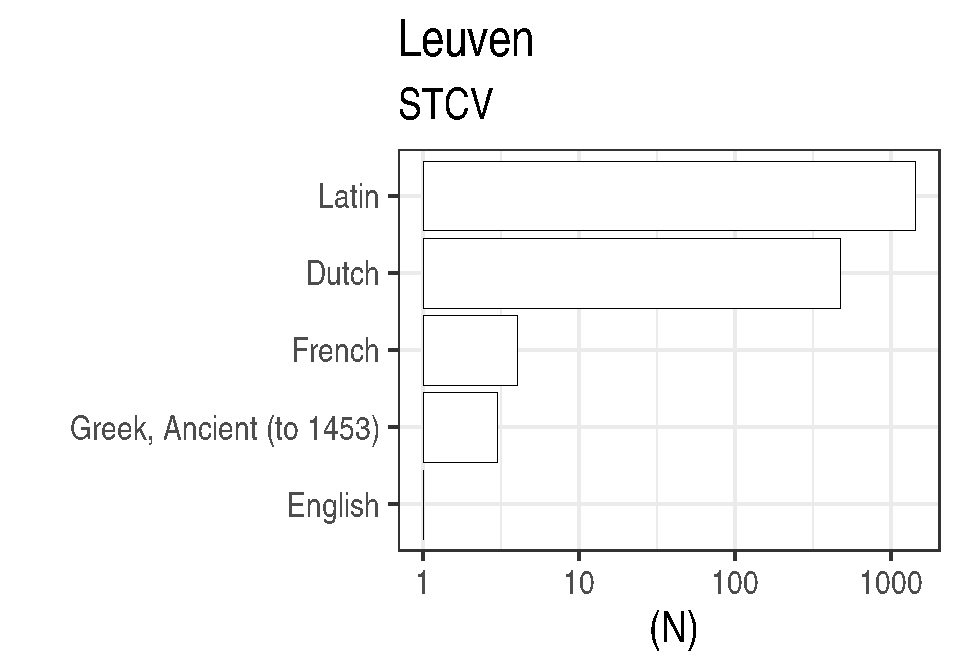 Leuven
STCV
Latin
Dutch
French
Greek, Ancient (to 1453)
English
1 10 100 1000
(N)